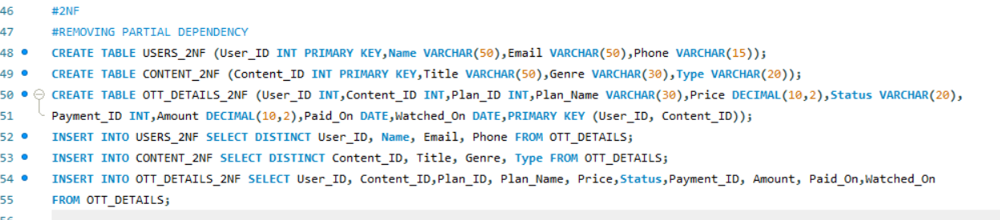 46 #2NF
47 #REMOVING PARTIAL DEPENDENCY
48 CREATE TABLE USERS_2NF (User_ID INT PRIMARY KEY,Name VARCHAR(50),Email VARCHAR(50),Phone VARCHAR(15));
49 CREATE TABLE CONTENT_2NF (Content_ID INT PRIMARY KEY,Title VARCHAR(50),Genre VARCHAR(30),Type VARCHAR(20));
50 CREATE TABLE OTT_DETAILS_2NF (User_ID INT,Content_ID INT,Plan_ID INT,Plan_Name VARCHAR(30),Price DECIMAL(10,2),Status VARCHAR(20),
51 Payment_ID INT,Amount DECIMAL(10,2),Paid_On DATE,Watched_On DATE,PRIMARY KEY (User_ID, Content_ID));
52 INSERT INTO USERS_2NF SELECT DISTINCT User_ID, Name, Email, Phone FROM OTT_DETAILS;
53 INSERT INTO CONTENT_2NF SELECT DISTINCT Content_ID, Title, Genre, Type FROM OTT_DETAILS;
54 INSERT INTO OTT_DETAILS_2NF SELECT User_ID, Content_ID,Plan_ID, Plan_Name, Price,Status,Payment_ID, Amount, Paid_On,Watched_On
55 FROM OTT_DETAILS;